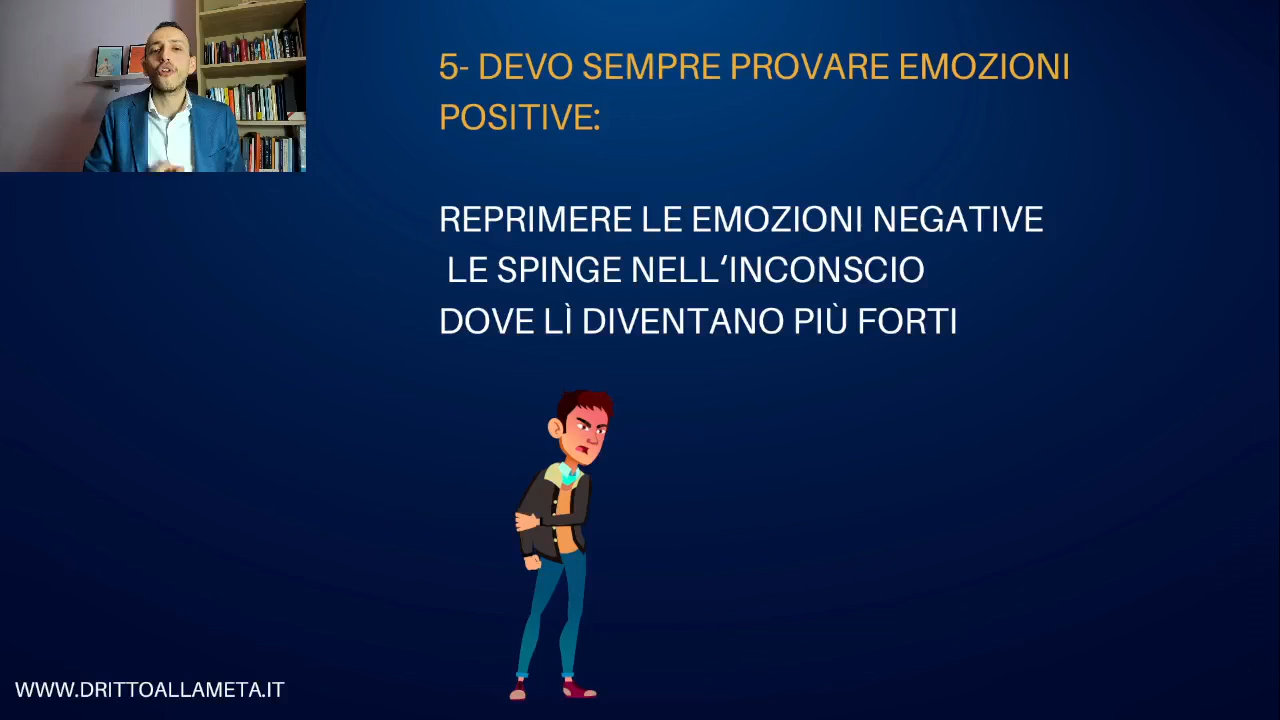 5- DEVO SEMPRE PROVARE EMOZIONI
POSITIVE:
REPRIMERE LE EMOZIONI NEGATIVE
LE SPINGE NELL‘INCONSCIO
DOVE LÌ DIVENTANO PIÙ FORTI
WWW.DRITTOALLAMETA.IT